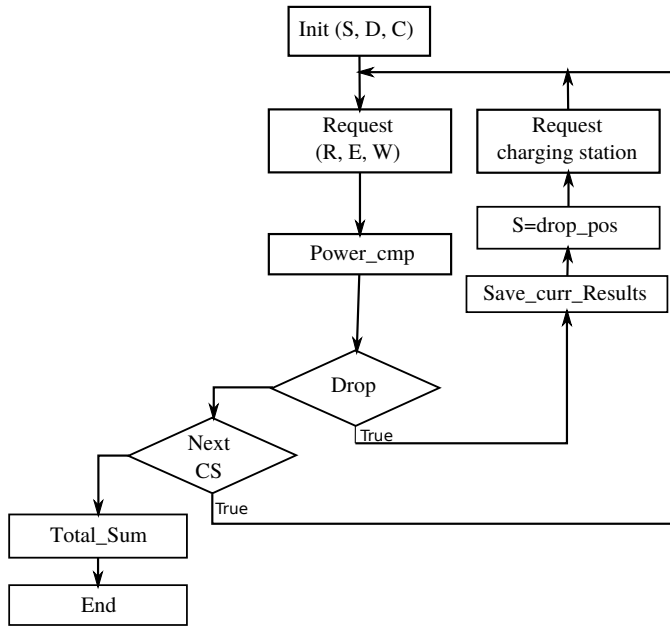 Init (S, D, C)
Request
(R, E, W)
Request
charging station
S=drop_pos
Power_cmp
Save_curr_Results
Drop
True
Next
CS
True
Total_Sum
End